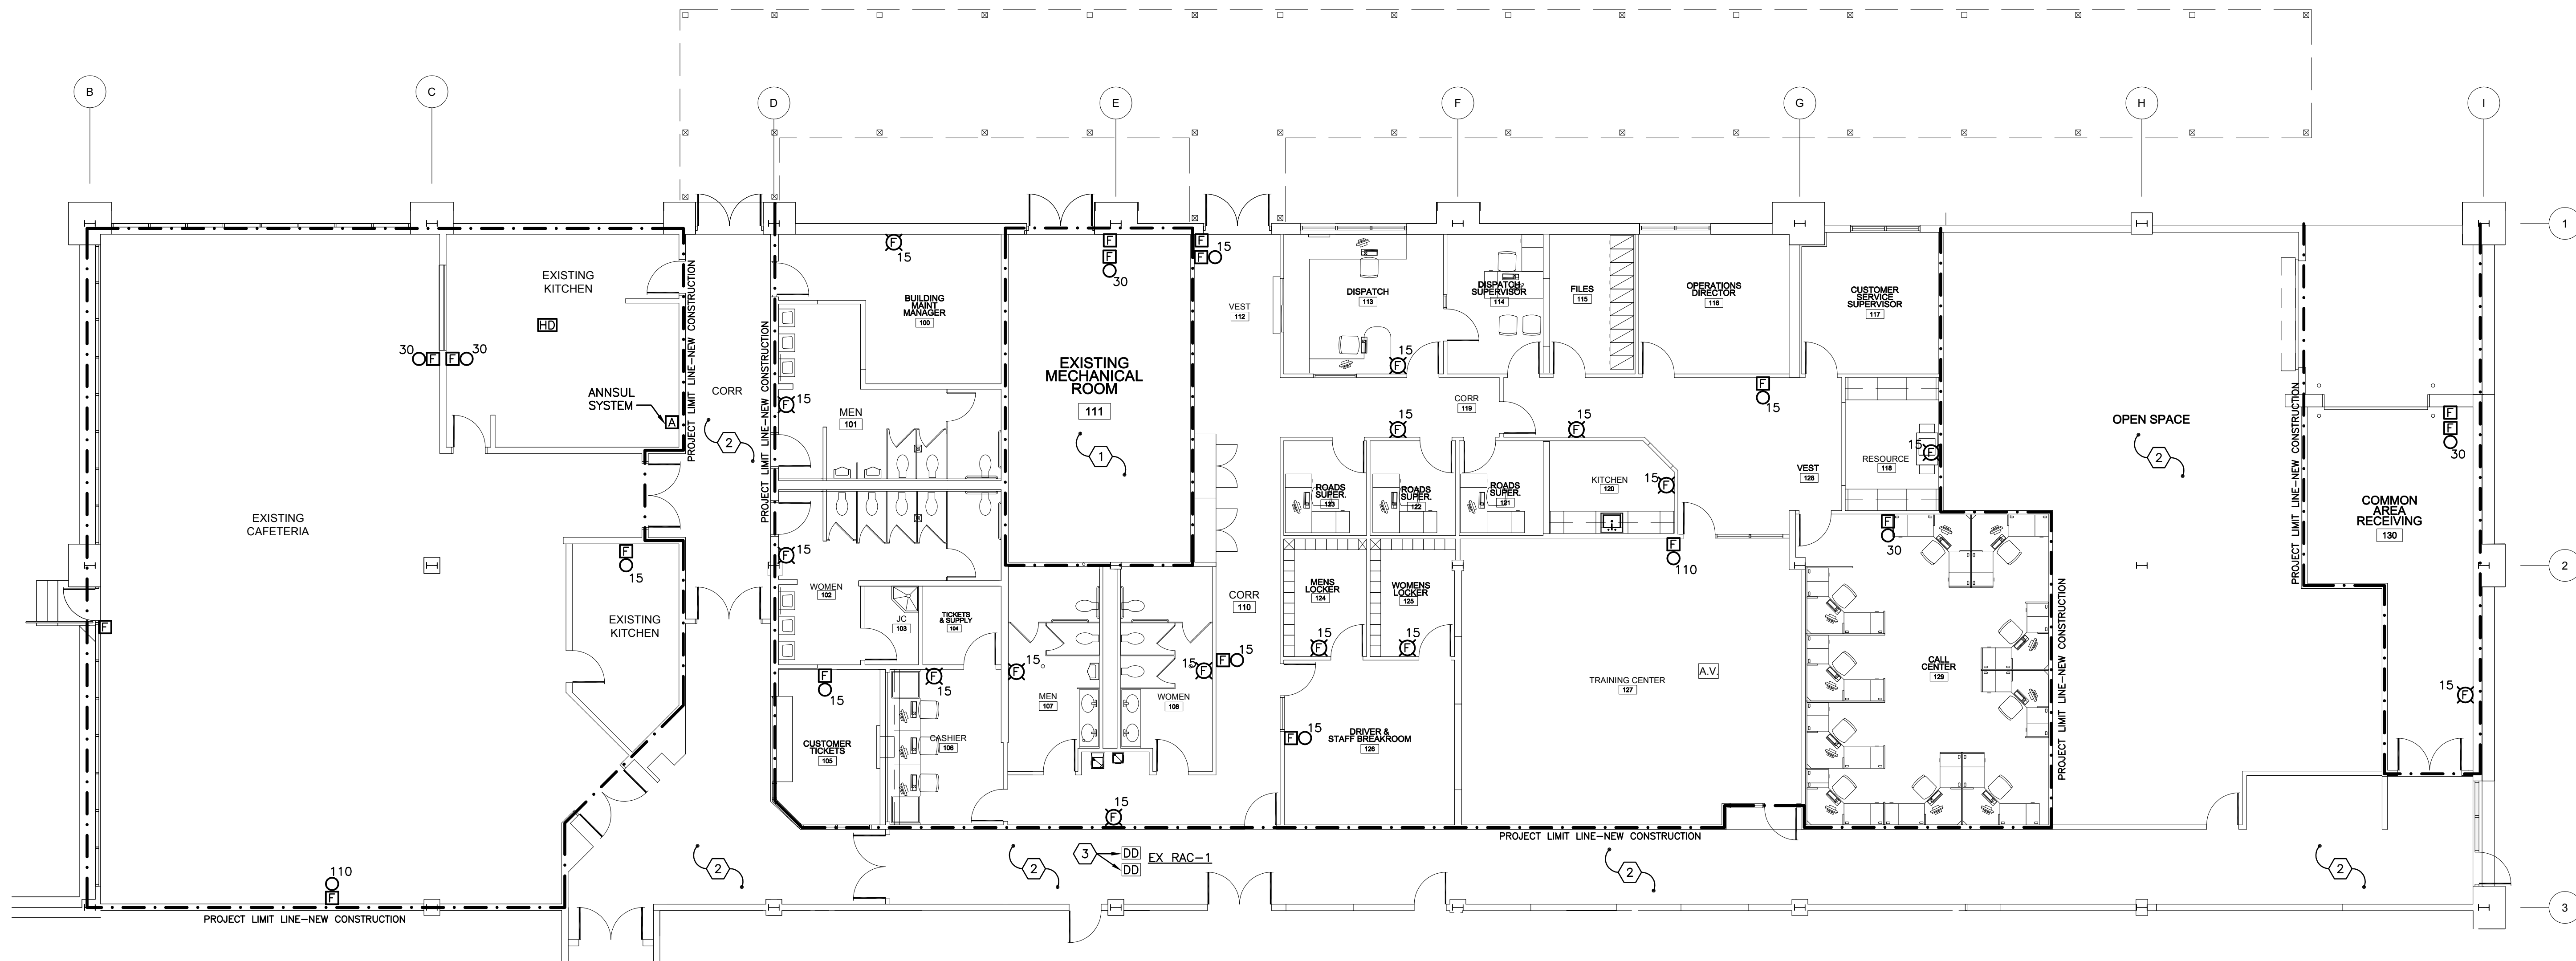 B
C
D
E
F
G
H
I
1
2
3
EXISTING
KITCHEN
HD
30
F
F
30
ANNSUL
SYSTEM
A
EXISTING
CAFETERIA
F
15
EXISTING
KITCHEN
F
110
F
PROJECT LIMIT LINE-NEW CONSTRUCTION
PROJECT LIMIT LINE-NEW CONSTRUCTION
CORR
2
PROJECT LIMIT LINE-NEW CONSTRUCTION
F
15
BUILDING
MAINT
MANAGER
100
F
15
MEN
101
F
15
WOMEN
102
JC
103
TICKETS
& SUPPLY
104
F
15
CUSTOMER
TICKETS
105
F
15
CASHIER
106
F
F
30
EXISTING
MECHANICAL
ROOM
111
1
F
15
MEN
107
15
F
WOMEN
108
F
15
F
F
15
VEST
112
CORR
110
F
15
DISPATCH
113
15
F
DISPATCH
SUPERVISOR
114
FILES
115
OPERATIONS
DIRECTOR
116
CUSTOMER
SERVICE
SUPERVISOR
117
CORR
119
15
F
15
F
F
15
ROADS
SUPER.
123
ROADS
SUPER.
122
ROADS
SUPER.
121
KITCHEN
120
15
F
VEST
128
RESOURCE
118
15
F
MENS
LOCKER
124
15
F
WOMENS
LOCKER
125
15
F
F
15
DRIVER &
STAFF BREAKROOM
126
F
110
TRAINING CENTER
127
A.V.
F
30
CALL
CENTER
129
PROJECT LIMIT LINE-NEW CONSTRUCTION
OPEN SPACE
2
PROJECT LIMIT LINE-NEW CONSTRUCTION
F
F
30
COMMON
AREA
RECEIVING
130
15
F
PROJECT LIMIT LINE-NEW CONSTRUCTION
2
2
3
DD
DD
EX RAC-1
2
2